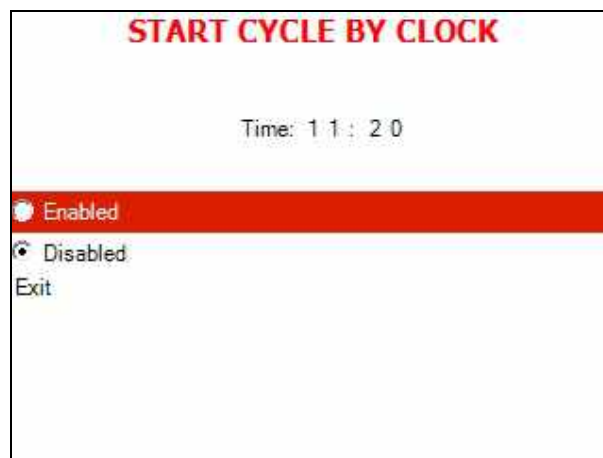 START CYCLE BY CLOCK
Time: 1 1 : 2 0
Enabled
Disabled
Exit